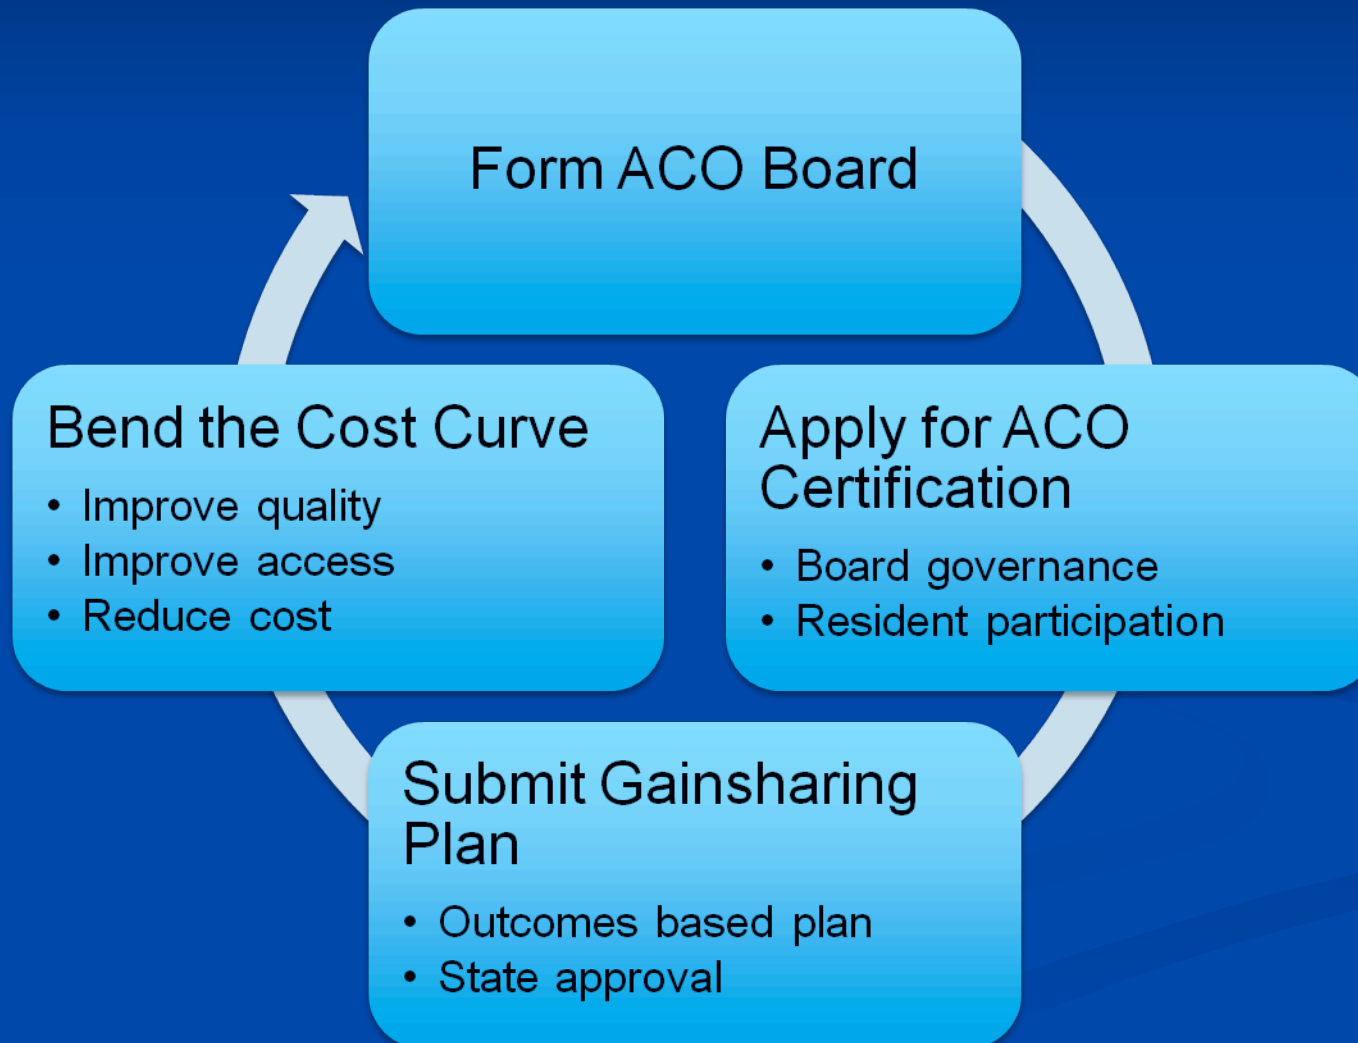 Form ACO Board
Apply for ACO
Certification
• Board governance
• Resident participation
Submit Gainsharing
Plan
• Outcomes based plan
• State approval
Bend the Cost Curve
• Improve quality
• Improve access
• Reduce cost